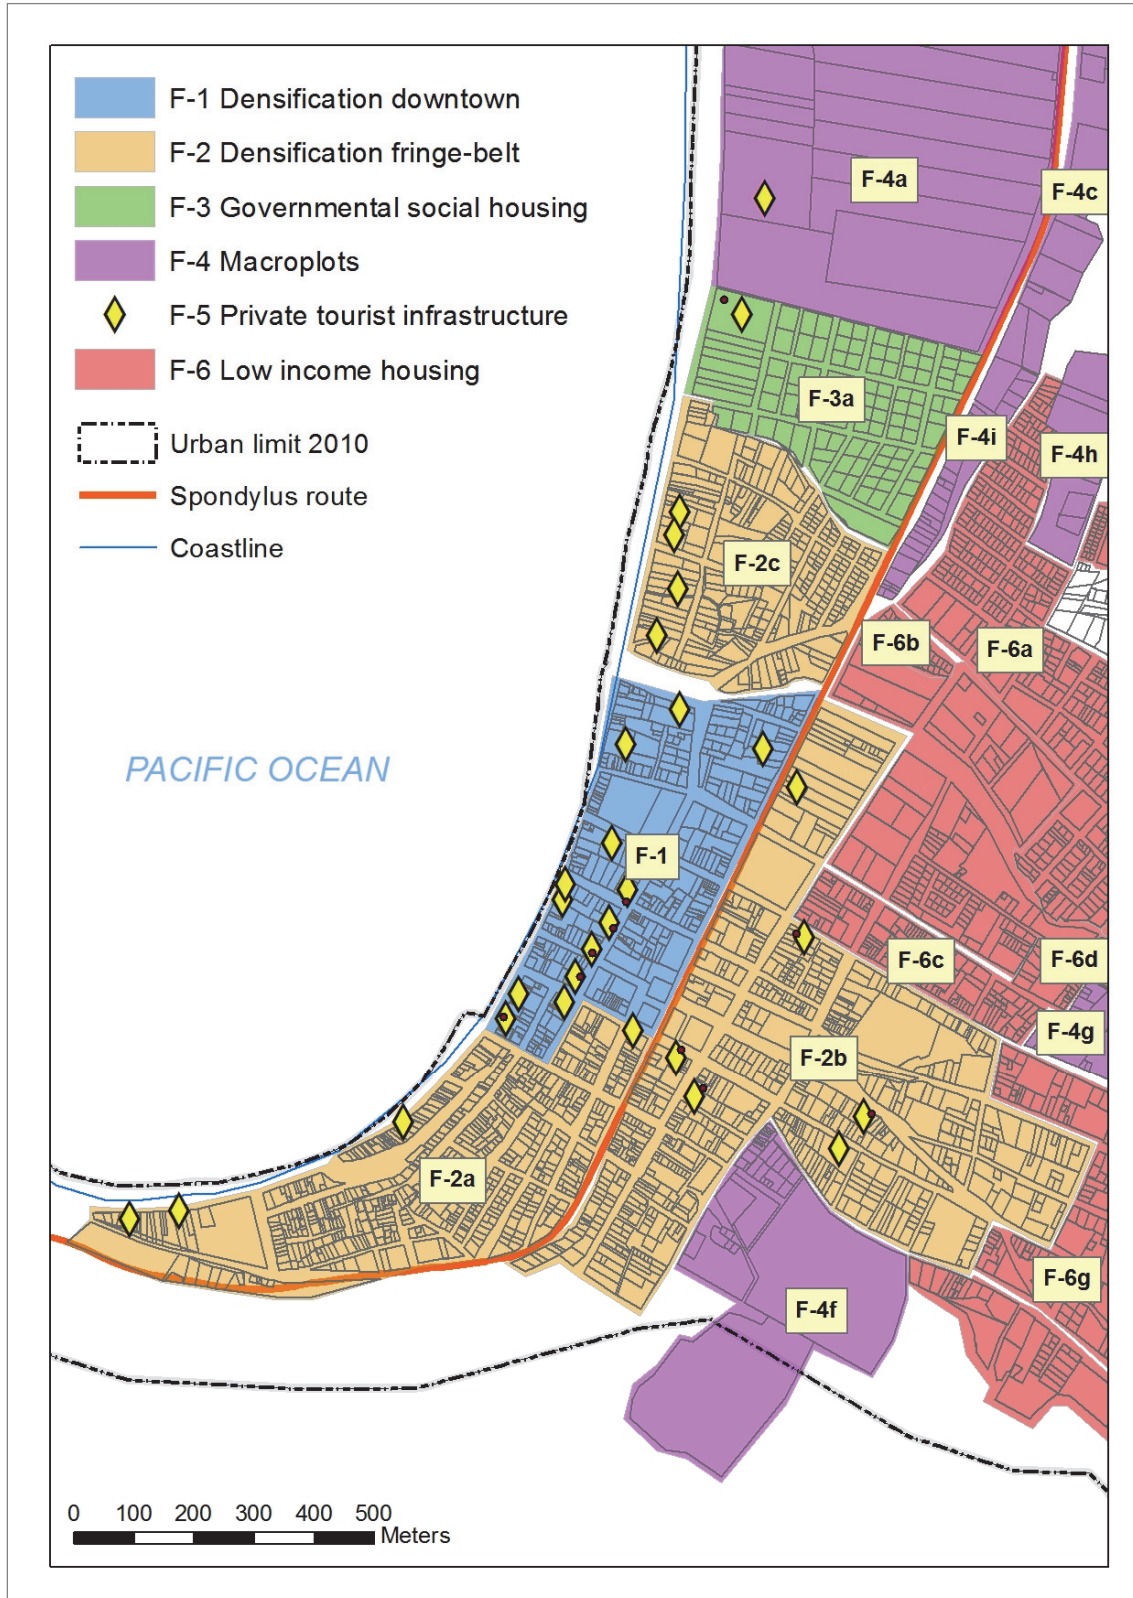 F-1 Densification downtown
F-2 Densification fringe-belt
F-3 Governmental social housing
F-4 Macroplots
F-5 Private tourist infrastructure
F-6 Low income housing
Urban limit 2010
Spondylus route
Coastline
F-4a
F-4c
F-3a
F-4i
F-4h
F-2c
F-6b
F-6a
PACIFIC OCEAN
F-1
F-6c
F-6d
F-4g
F-2b
F-2a
F-6g
F-4f
0 100 200 300 400 500
Meters